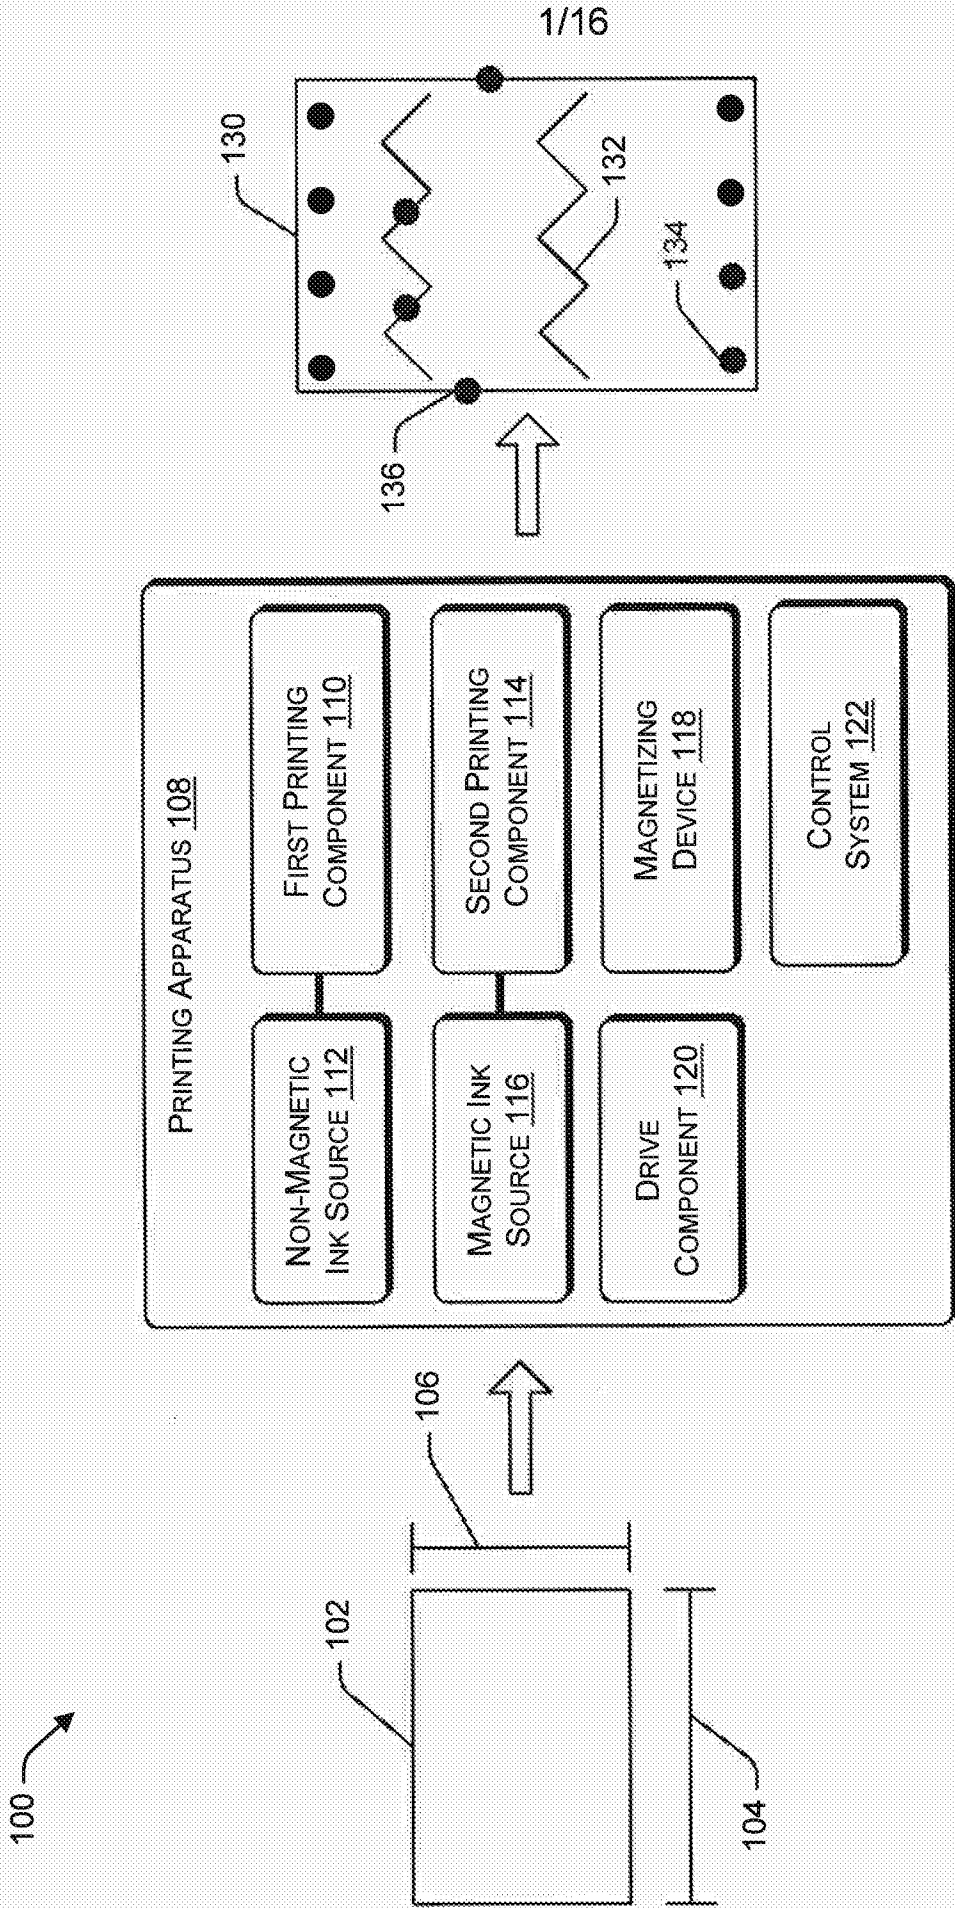 1/16
100
102
104
106
PRINTING APPARATUS 108
NON-MAGNETIC
INK SOURCE 112
FIRST PRINTING
COMPONENT 110
MAGNETIC INK
SOURCE 116
SECOND PRINTING
COMPONENT 114
DRIVE
COMPONENT 120
MAGNETIZING
DEVICE 118
CONTROL
SYSTEM 122
130
132
134
136